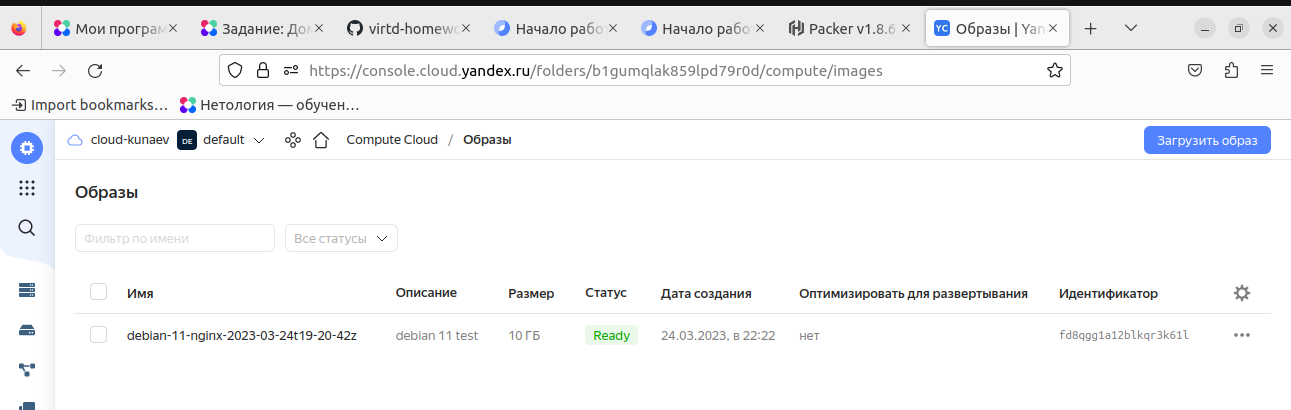 Мои програм
Задание: Дом
virtd-homewo
Начало рабо
Начало рабо
Packer v1.8.6
YC Образы | Yan
https://console.cloud.yandex.ru/folders/b1gumqlak859lpd79r0d/compute/images
Import bookmarks... Нетология — обучен...
cloud-kunaev DE default Compute Cloud / Образы Загрузить образ
Образы
Фильтр по имени Все статусы
Имя Описание Размер Статус Дата создания Оптимизировать для развертывания Идентификатор
debian-11-nginx-2023-03-24t19-20-42z debian 11 test 10 ГБ Ready 24.03.2023, в 22:22 нет fd8qgg1a12blkqr3k61l